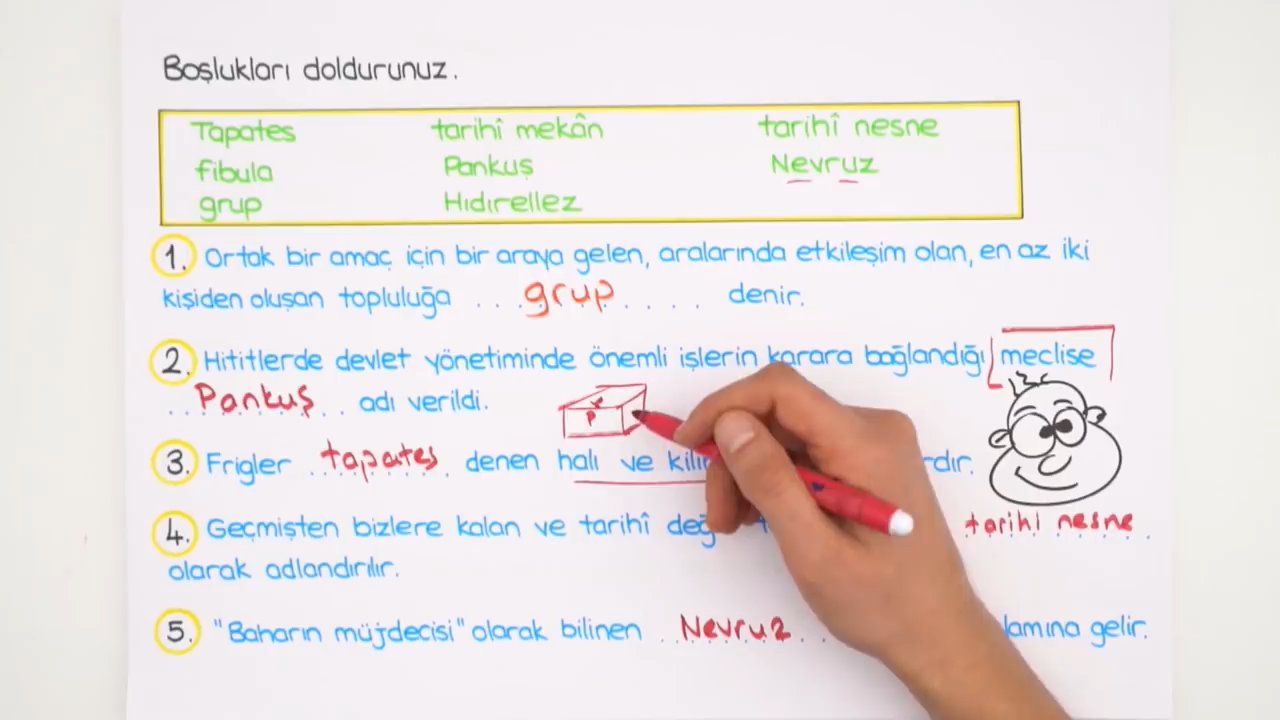 Boşlukları doldurunuz.
Tapates tarihî mekân tarihî nesne
fibula Pankuş Nevruz
grup Hıdırellez
1. Ortak bir amaç için bir araya gelen, aralarında etkileşim olan, en az iki
kişiden oluşan topluluğa ... grup .... denir.
2. Hititlerde devlet yönetiminde önemli işlerin karara bağlandığı meclise
Pankuş adı verildi.
P
3. Frigler tapates denen halı ve
4. Geçmişten bizlere kalan ve tarihî tarihi nesne
olarak adlandırılır.
5. "Baharın müjdecisi" olarak bilinen Nevruz gelir.